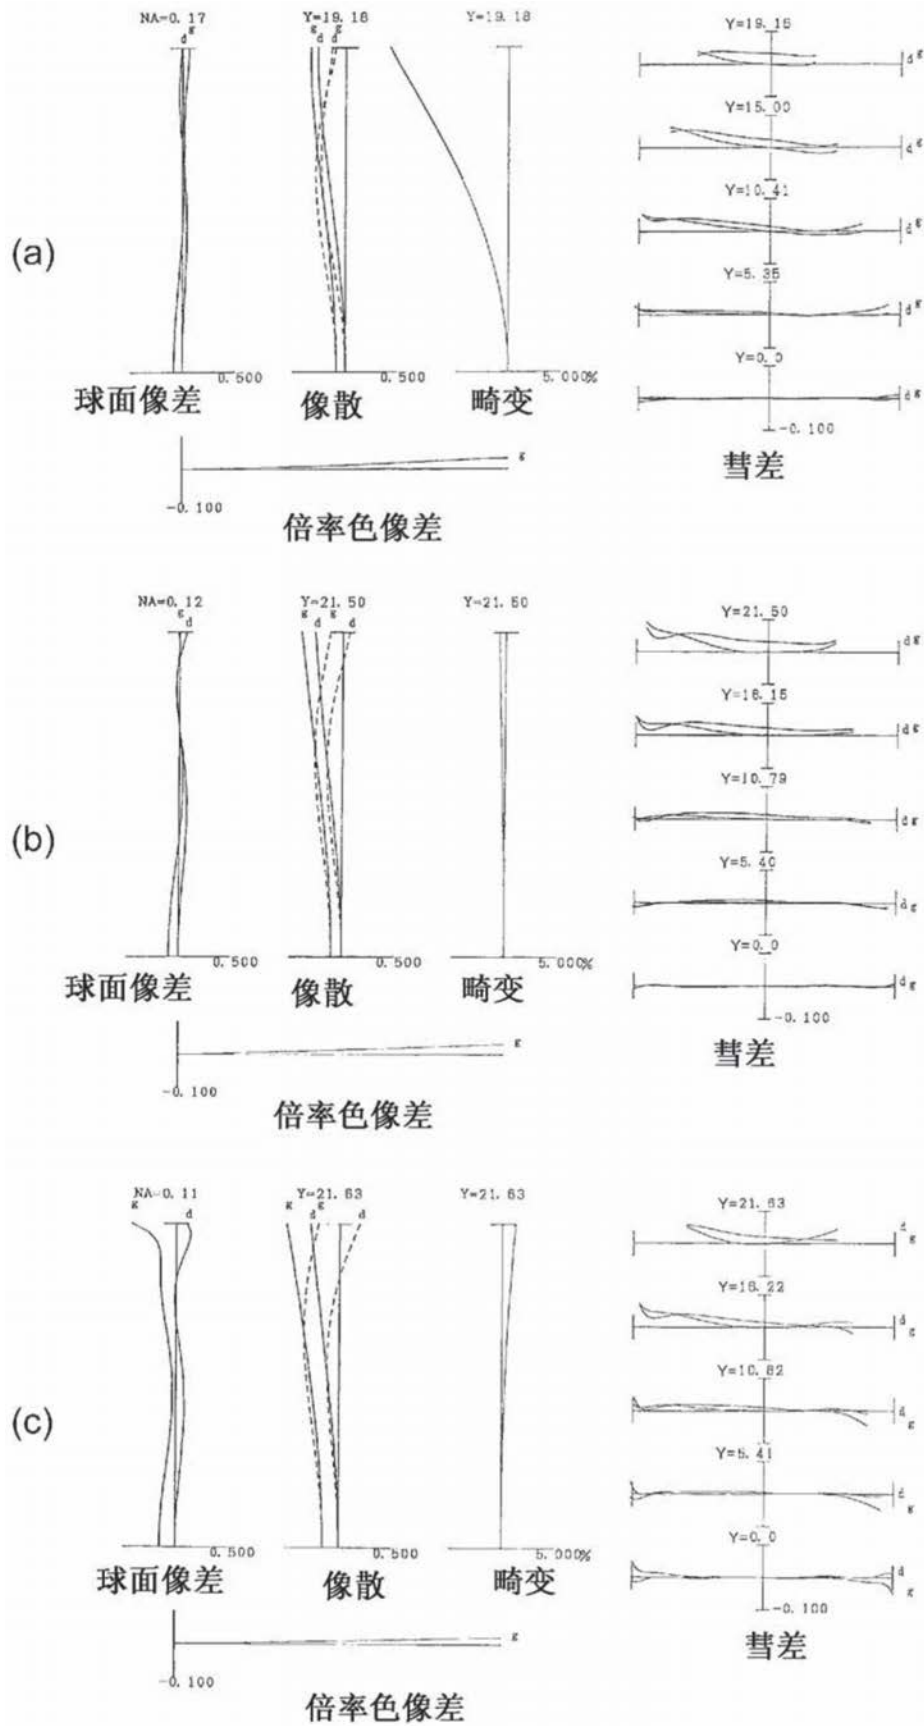 (a)
NA=0.17
d g
Y=19.18
g d d g
Y=19.18
0.500
0.500
5.000%
球面像差
像散
畸变
g
-0.100
倍率色像差
Y=19.15
d g
Y=15.00
d g
Y=10.41
d g
Y=5.35
d g
Y=0.0
d g
-0.100
彗差
(b)
NA=0.12
g d
Y=21.50
g d g d
Y=21.50
0.500
0.500
5.000%
球面像差
像散
畸变
g
-0.100
倍率色像差
Y=21.50
d g
Y=16.15
d g
Y=10.79
d g
Y=5.40
d g
Y=0.0
d g
-0.100
彗差
(c)
NA=0.11
g d
Y=21.63
g d g d
Y=21.63
0.500
0.500
5.000%
球面像差
像散
畸变
g
-0.100
倍率色像差
Y=21.63
d g
Y=16.22
d g
Y=10.82
d g
Y=5.41
d g
Y=0.0
d g
-0.100
彗差